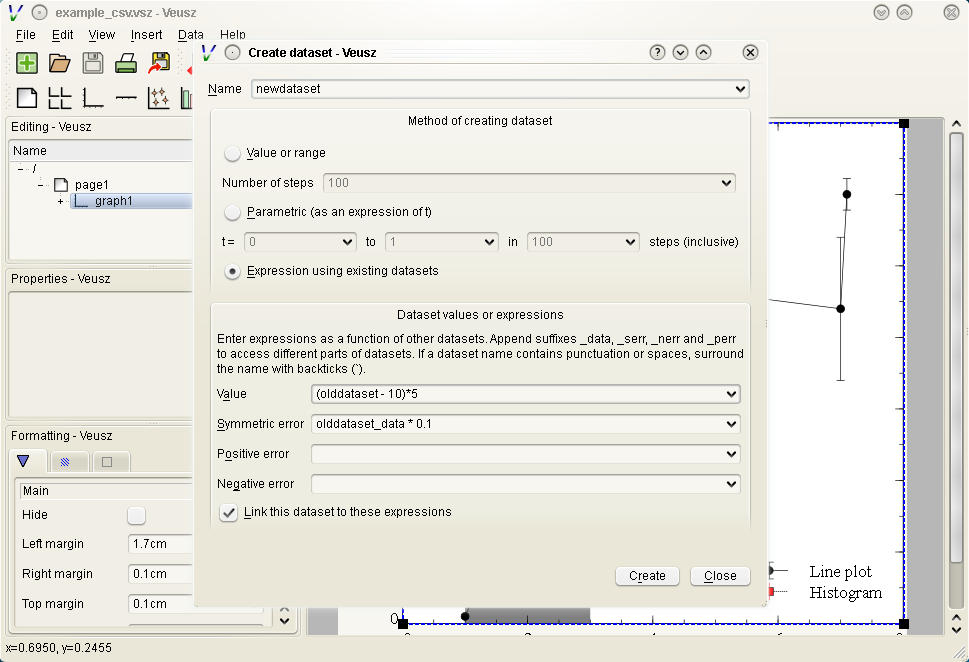 example_csv.vsz - Veusz
File Edit View Insert Data Help
Create dataset - Veusz
Name newdataset
Method of creating dataset
Value or range
Number of steps 100
Parametric (as an expression of t)
t = 0 to 1 in 100 steps (inclusive)
Expression using existing datasets
Dataset values or expressions
Enter expressions as a function of other datasets. Append suffixes _data, _serr, _nerr and _perr
to access different parts of datasets. If a dataset name contains punctuation or spaces, surround
the name with backticks (`).
Value (olddataset - 10)*5
Symmetric error olddataset_data * 0.1
Positive error
Negative error
Link this dataset to these expressions
Create Close
Editing - Veusz
Name
/
page1
graph1
Properties - Veusz
Formatting - Veusz
Main
Hide
Left margin 1.7cm
Right margin 0.1cm
Top margin 0.1cm
Line plot
Histogram
0
x=0.6950, y=0.2455